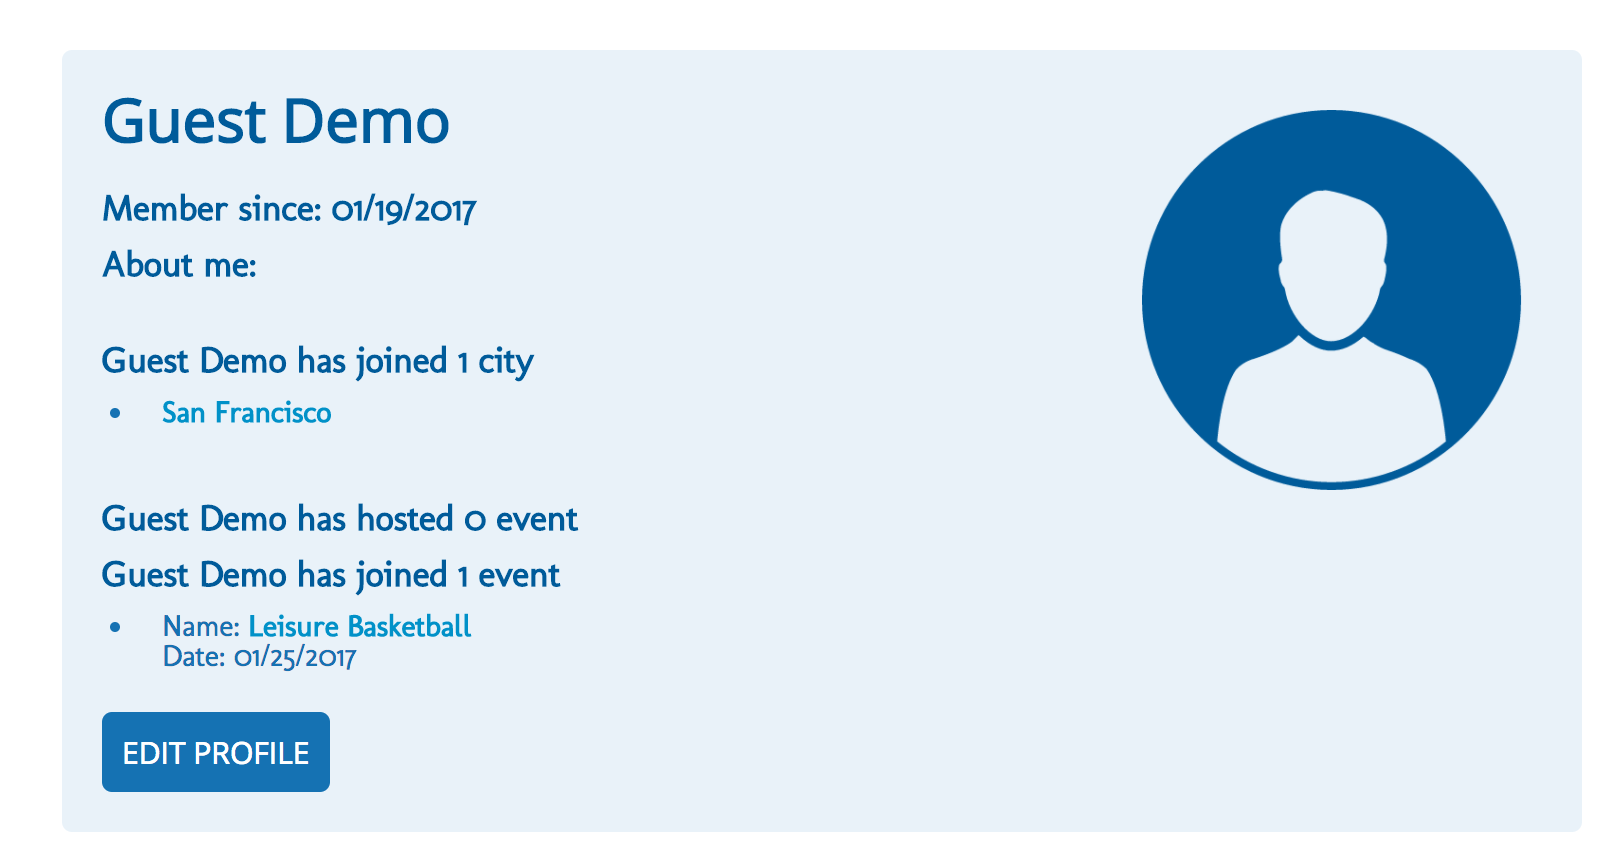 Guest Demo
Member since: 01/19/2017
About me:
Guest Demo has joined 1 city
• San Francisco
Guest Demo has hosted 0 event
Guest Demo has joined 1 event
• Name: Leisure Basketball
Date: 01/25/2017
EDIT PROFILE